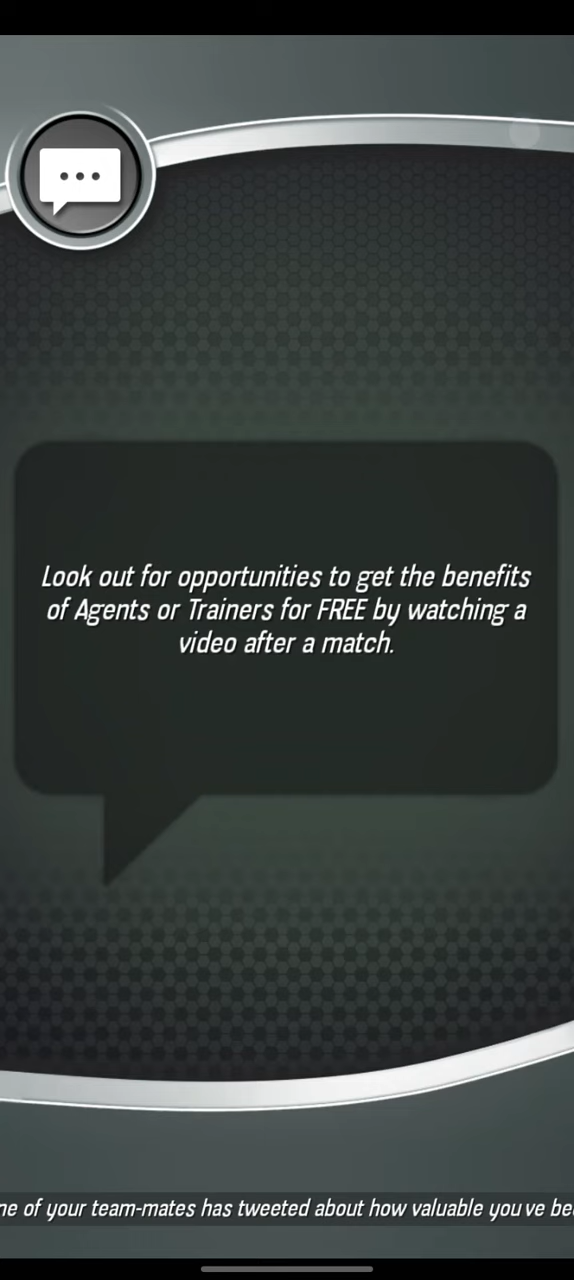 Look out for opportunities to get the benefits
of Agents or Trainers for FREE by watching a
video after a match.
of your team-mates has tweeted about how valuable you've